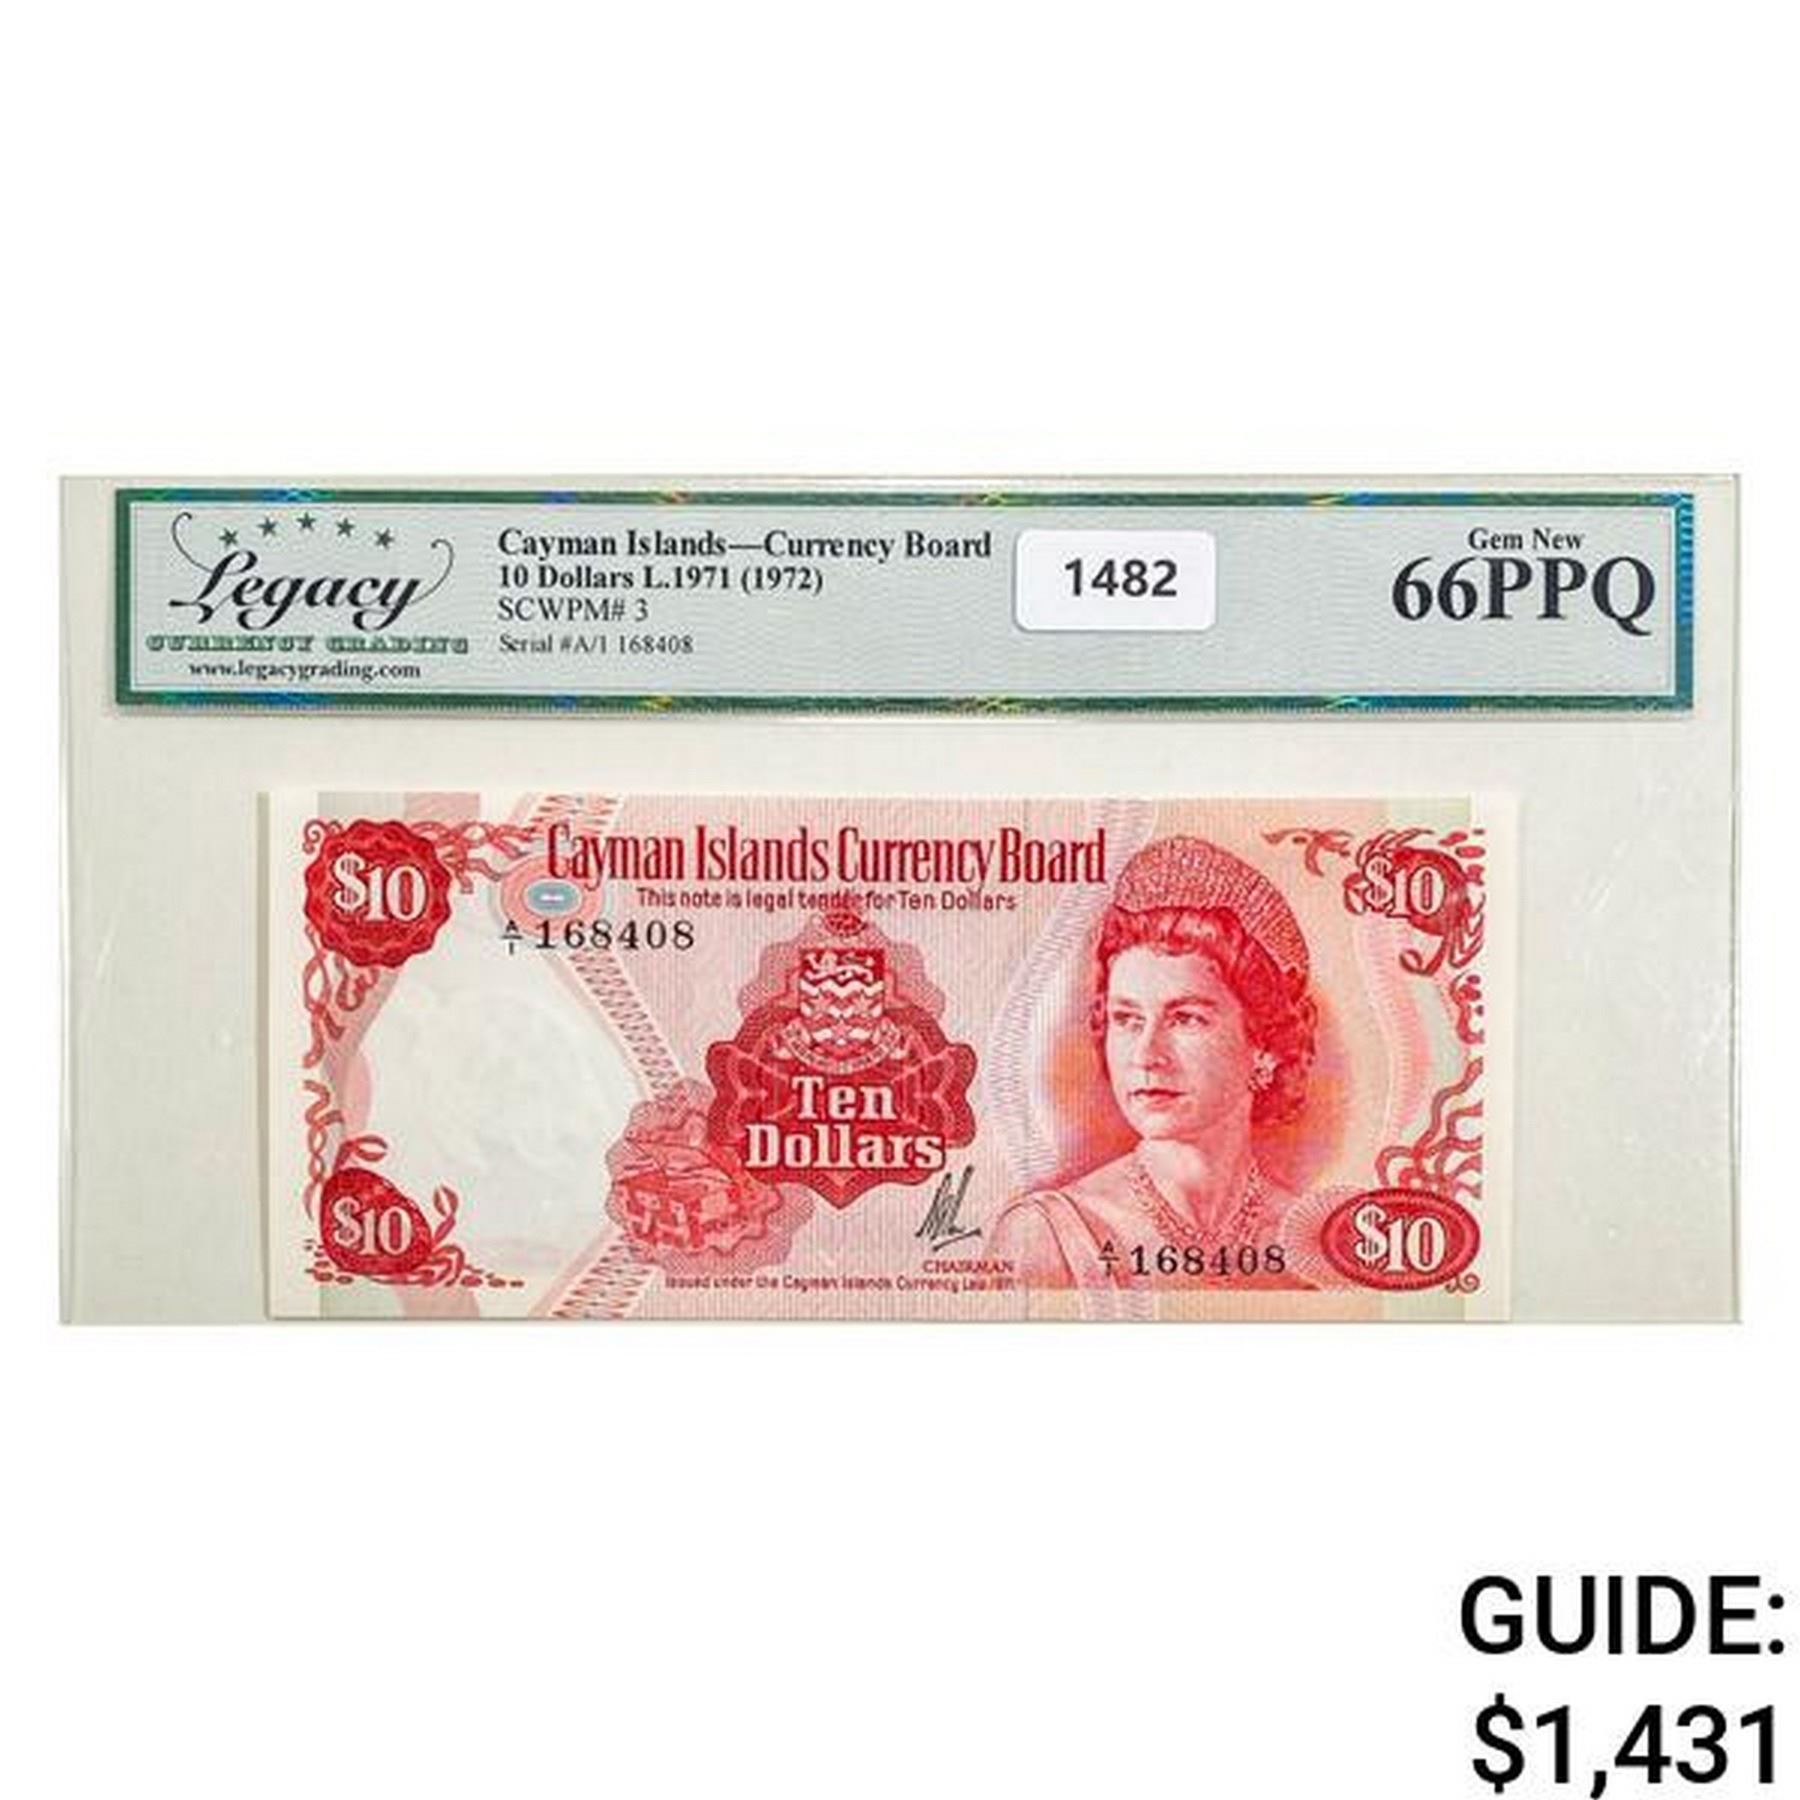 Legacy
CURRENCY GRADING
www.legacygrading.com
Cayman Islands—Currency Board
10 Dollars L.1971 (1972)
SCWPM# 3
Serial #A/1 168408
1482
Gem New
66PPQ
$10
Cayman Islands Currency Board
This note is legal tender for Ten Dollars
A/1 168408
$10
Ten
Dollars
$10
CHAIRMAN
A/1 168408
$10
Issued under the Cayman Islands Currency Law 1971
GUIDE:
$1,431